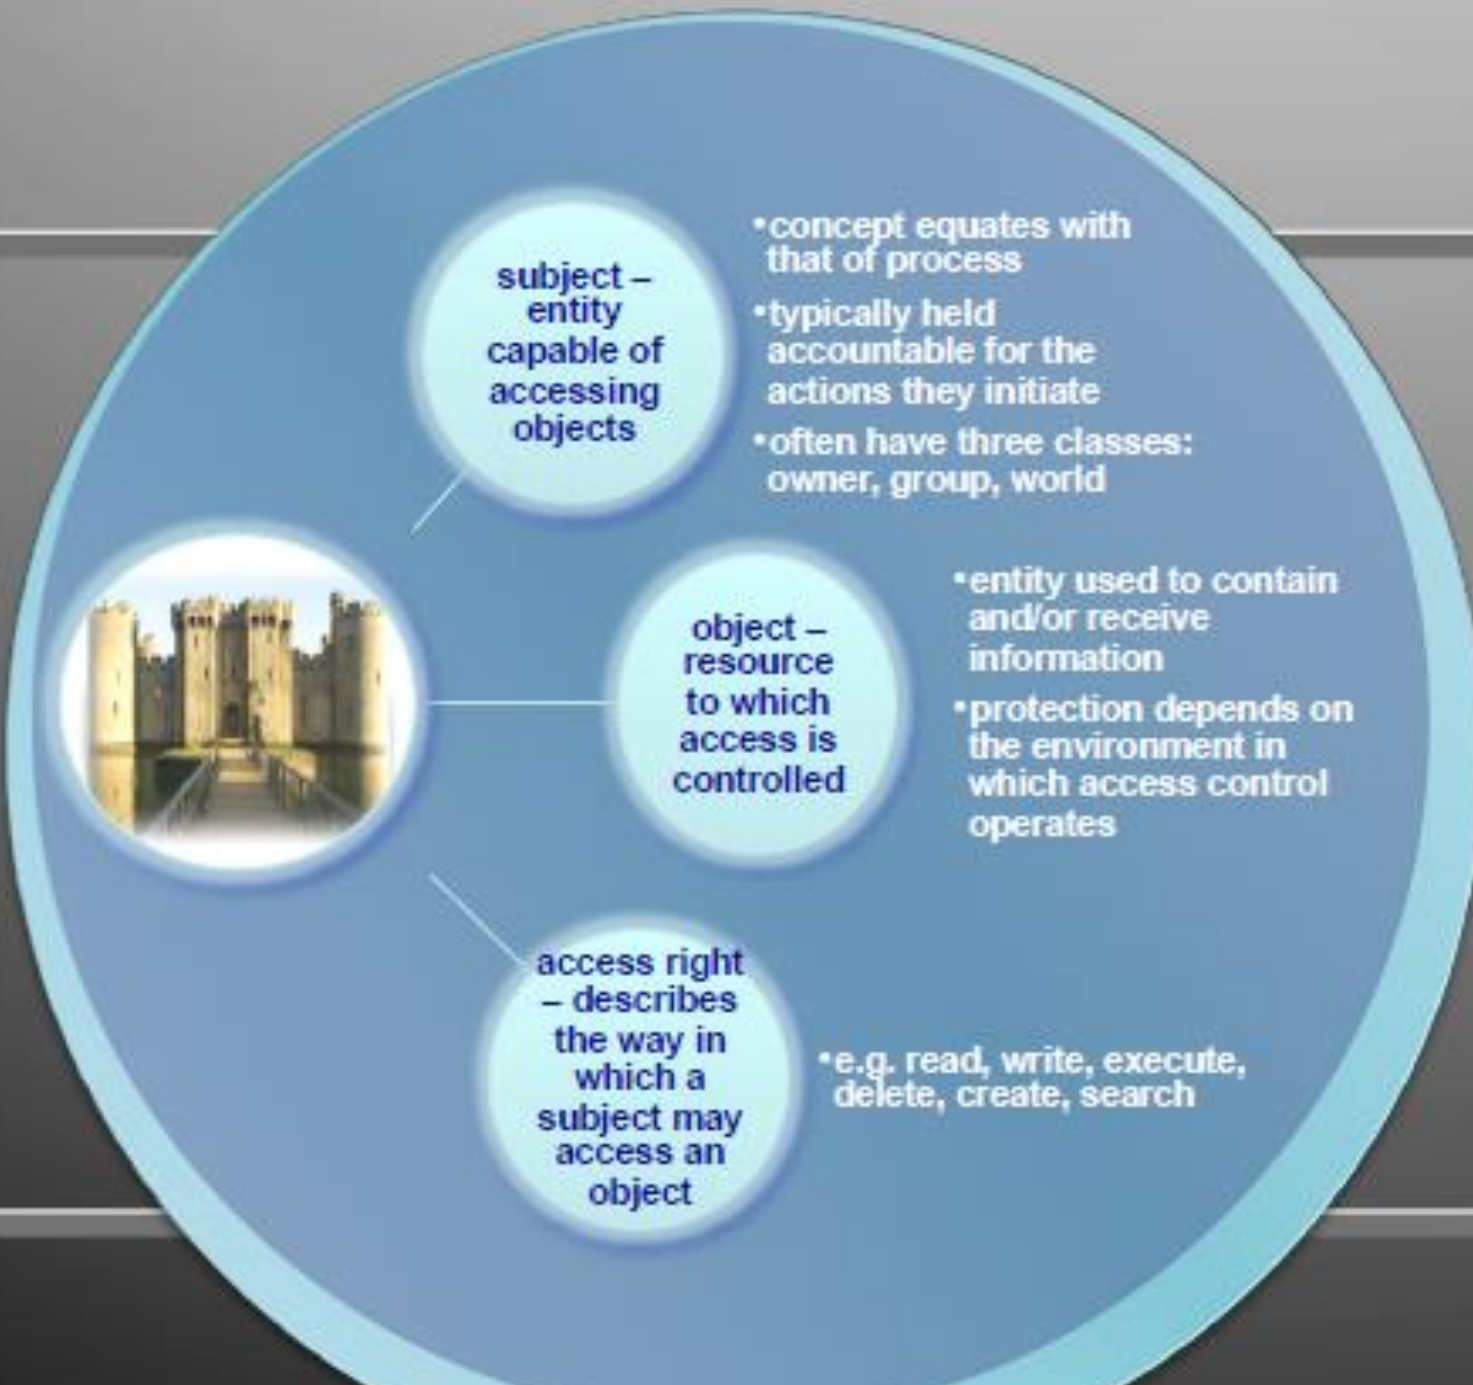 subject –
entity
capable of
accessing
objects
•concept equates with
that of process
•typically held
accountable for the
actions they initiate
•often have three classes:
owner, group, world
object –
resource
to which
access is
controlled
•entity used to contain
and/or receive
information
•protection depends on
the environment in
which access control
operates
access right
– describes
the way in
which a
subject may
access an
object
•e.g. read, write, execute,
delete, create, search